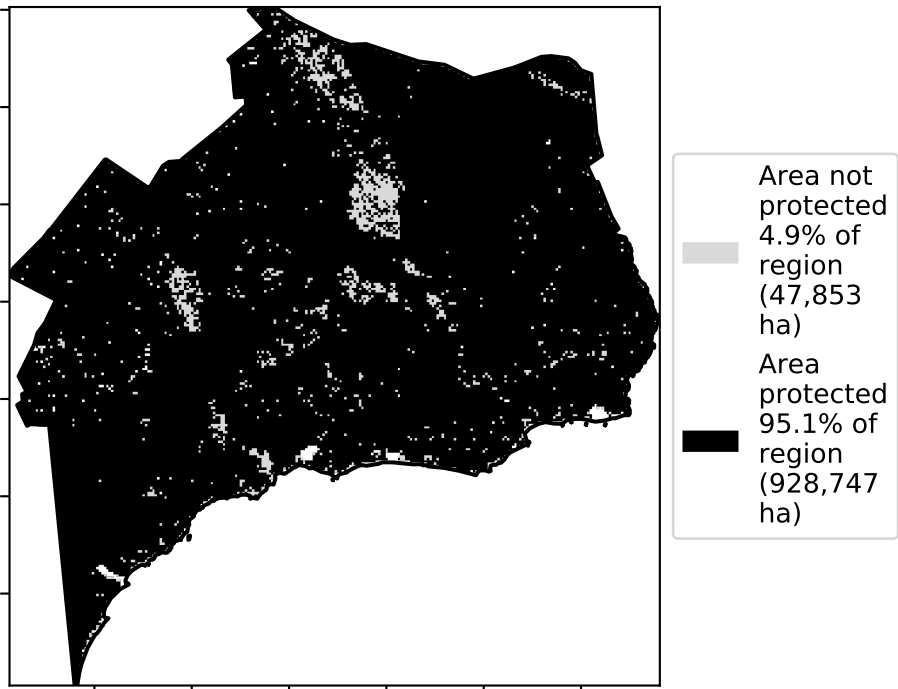 Area not
protected
4.9% of
region
(47,853
ha)
Area
protected
95.1% of
region
(928,747
ha)